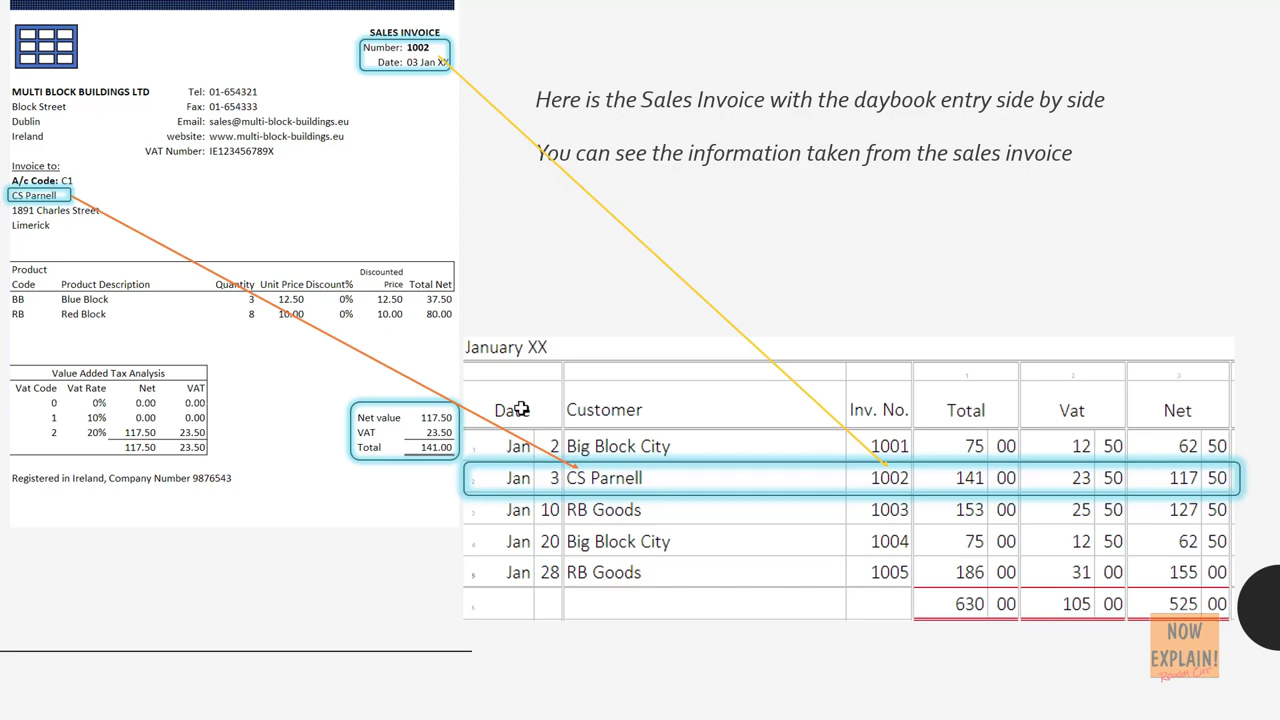 SALES INVOICE
Number: 1002
Date: 03 Jan XX
MULTI BLOCK BUILDINGS LTD Tel: 01-654321
Block Street Fax: 01-654333
Dublin Email sales@multi-block-buildings.eu
Ireland website: www.multi-block-buildings.eu
VAT Number: IE123456789X
Invoice to:
A/c Code: C1
CS Parnell
1891 Charles Street
Limerick
Product Discounted
Code Product Description Quantity Unit Price Discount% Price Total Net
BB Blue Block 3 12.50 0% 12.50 37.50
RB Red Block 8 10.00 0% 10.00 80.00
Value Added Tax Analysis
Vat Code Vat Rate Net VAT
0 0% 0.00 0.00
1 10% 0.00 0.00
2 20% 117.50 23.50
117.50 23.50
Net value 117.50
VAT 23.50
Total 141.00
Registered in Ireland, Company Number 9876543
Here is the Sales Invoice with the daybook entry side by side
You can see the information taken from the sales invoice
January XX
1 2 3
Date Customer Inv. No. Total Vat Net
1 Jan 2 Big Block City 1001 75 00 12 50 62 50
2 Jan 3 CS Parnell 1002 141 00 23 50 117 50
3 Jan 10 RB Goods 1003 153 00 25 50 127 50
4 Jan 20 Big Block City 1004 75 00 12 50 62 50
5 Jan 28 RB Goods 1005 186 00 31 00 155 00
6 630 00 105 00 525 00
NOW
EXPLAIN!
Rough Cut